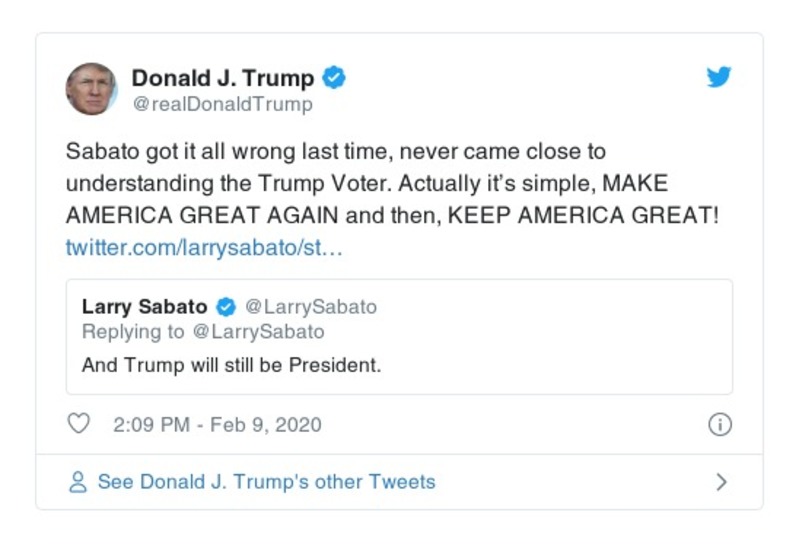 Donald J. Trump
@realDonaldTrump
Sabato got it all wrong last time, never came close to
understanding the Trump Voter. Actually it’s simple, MAKE
AMERICA GREAT AGAIN and then, KEEP AMERICA GREAT!
twitter.com/larrysabato/st…
Larry Sabato @LarrySabato
Replying to @LarrySabato
And Trump will still be President.
2:09 PM - Feb 9, 2020
See Donald J. Trump's other Tweets